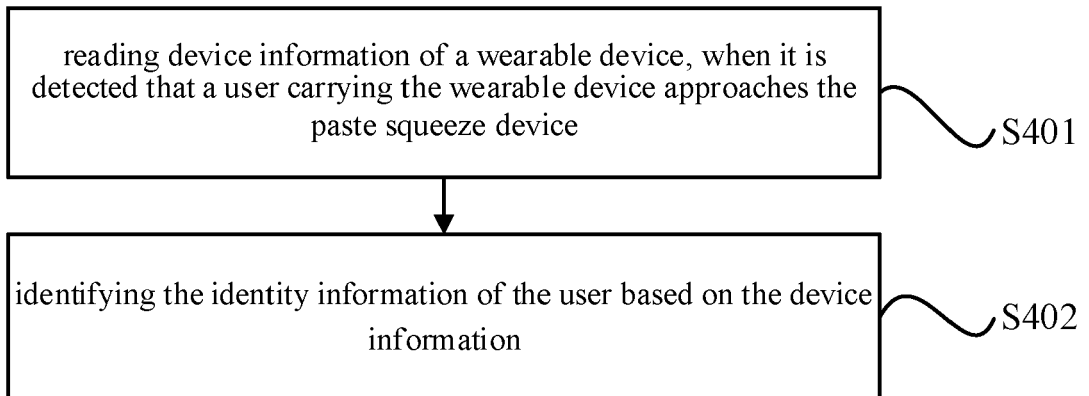 reading device information of a wearable device, when it is
detected that a user carrying the wearable device approaches the
paste squeeze device
S401
identifying the identity information of the user based on the device
information
S402